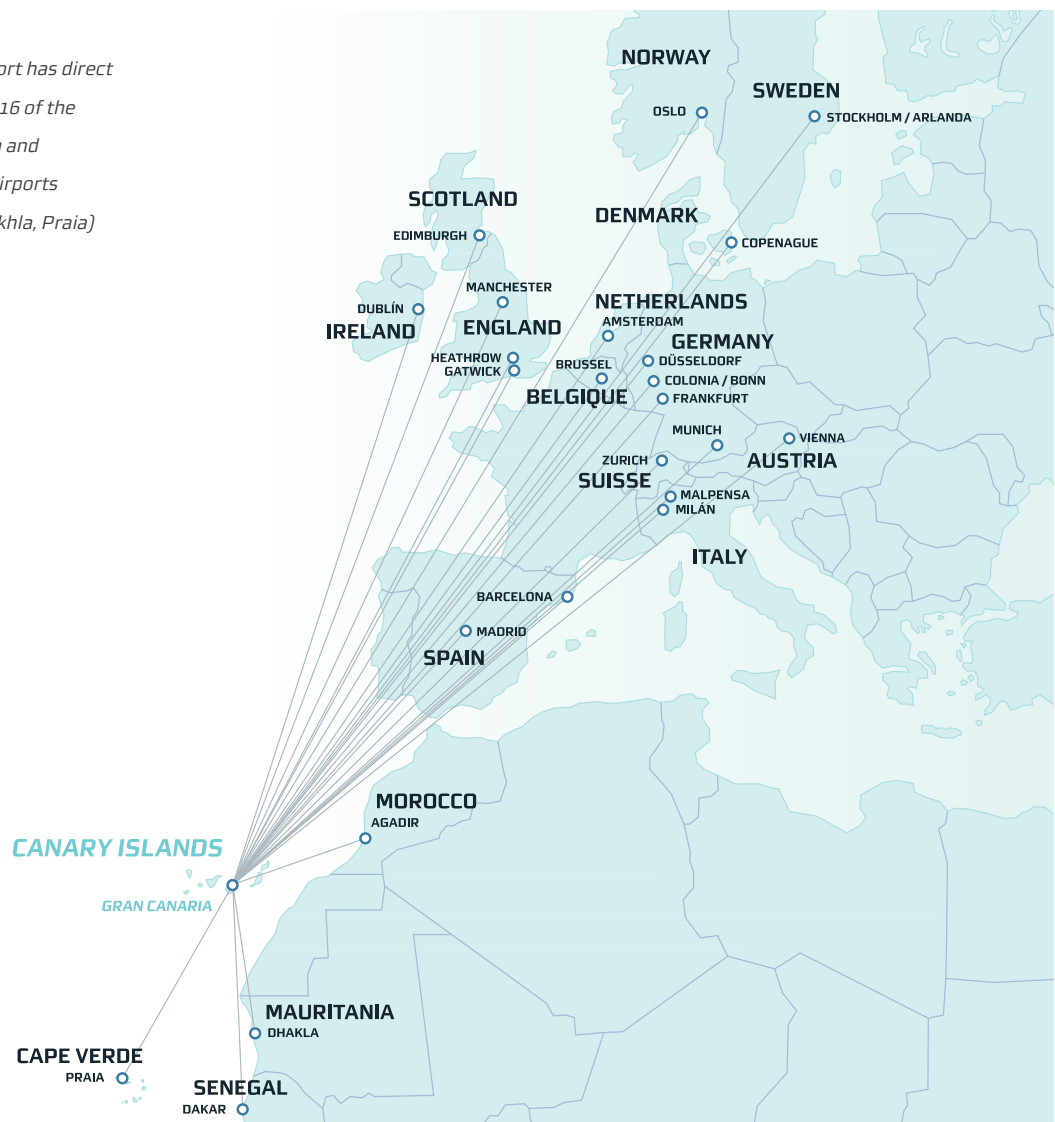 ort has direct
16 of the
and
irports
khla, Praia)
NORWAY
OSLO
SWEDEN
STOCKHOLM / ARLANDA
SCOTLAND
EDIMBURGH
DENMARK
COPENAGUE
MANCHESTER
DUBLÍN
IRELAND
ENGLAND
HEATHROW
GATWICK
NETHERLANDS
AMSTERDAM
GERMANY
DÜSSELDORF
BRUSSEL
BELGIQUE
COLONIA / BONN
FRANKFURT
MUNICH
VIENNA
AUSTRIA
ZURICH
SUISSE
MALPENSA
MILÁN
ITALY
BARCELONA
MADRID
SPAIN
MOROCCO
AGADIR
CANARY ISLANDS
GRAN CANARIA
MAURITANIA
DHAKLA
CAPE VERDE
PRAIA
SENEGAL
DAKAR